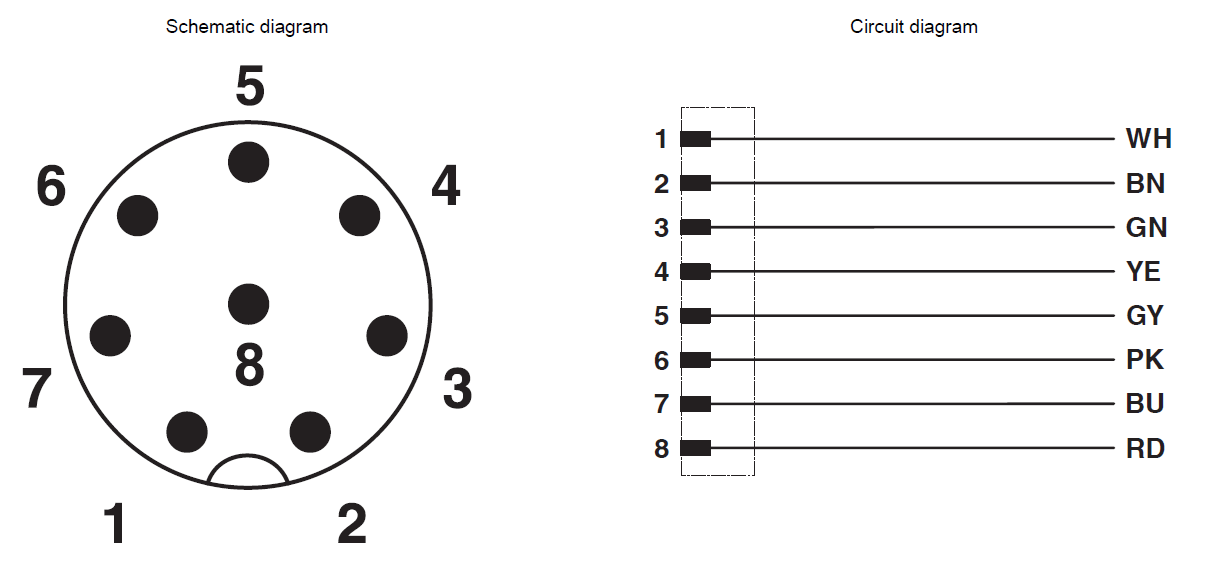 Schematic diagram
5
6
4
8
7
3
1
2
Circuit diagram
1 WH
2 BN
3 GN
4 YE
5 GY
6 PK
7 BU
8 RD